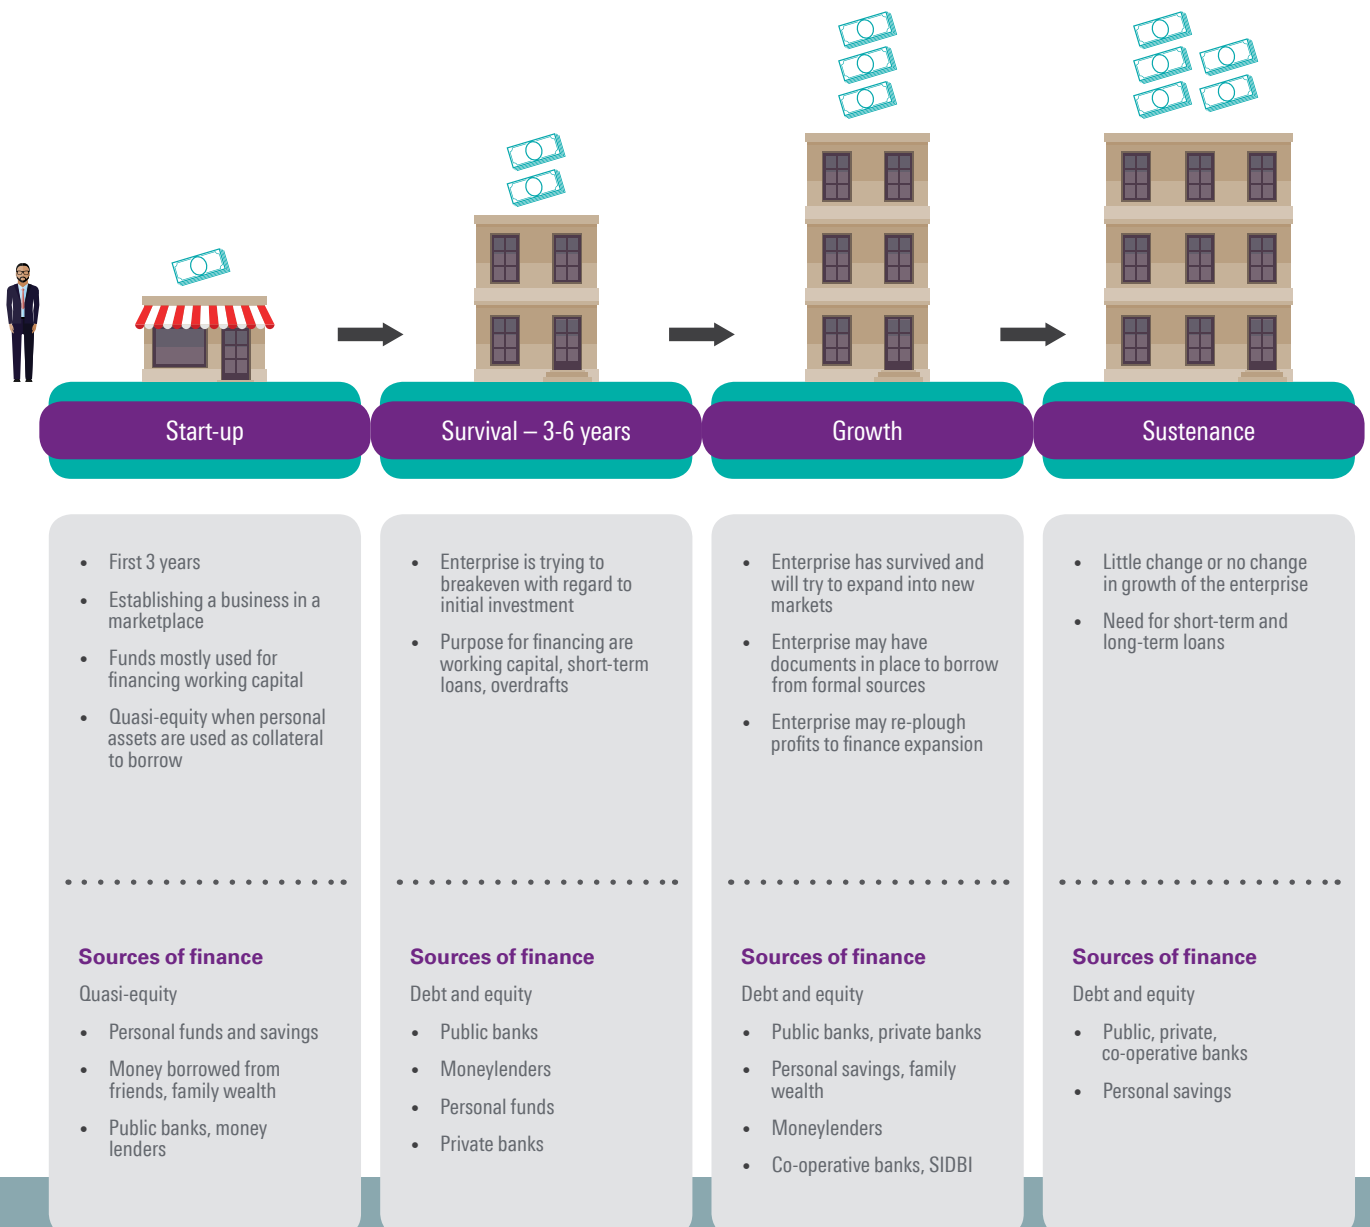 Start-up
Survival – 3-6 years
Growth
Sustenance
• First 3 years
• Establishing a business in a
marketplace
• Funds mostly used for
financing working capital
• Quasi-equity when personal
assets are used as collateral
to borrow
• Enterprise is trying to
breakeven with regard to
initial investment
• Purpose for financing are
working capital, short-term
loans, overdrafts
• Enterprise has survived and
will try to expand into new
markets
• Enterprise may have
documents in place to borrow
from formal sources
• Enterprise may re-plough
profits to finance expansion
• Little change or no change
in growth of the enterprise
• Need for short-term and
long-term loans
Sources of finance
Quasi-equity
• Personal funds and savings
• Money borrowed from
friends, family wealth
• Public banks, money
lenders
Sources of finance
Debt and equity
• Public banks
• Moneylenders
• Personal funds
• Private banks
Sources of finance
Debt and equity
• Public banks, private banks
• Personal savings, family
wealth
• Moneylenders
• Co-operative banks, SIDBI
Sources of finance
Debt and equity
• Public, private,
co-operative banks
• Personal savings